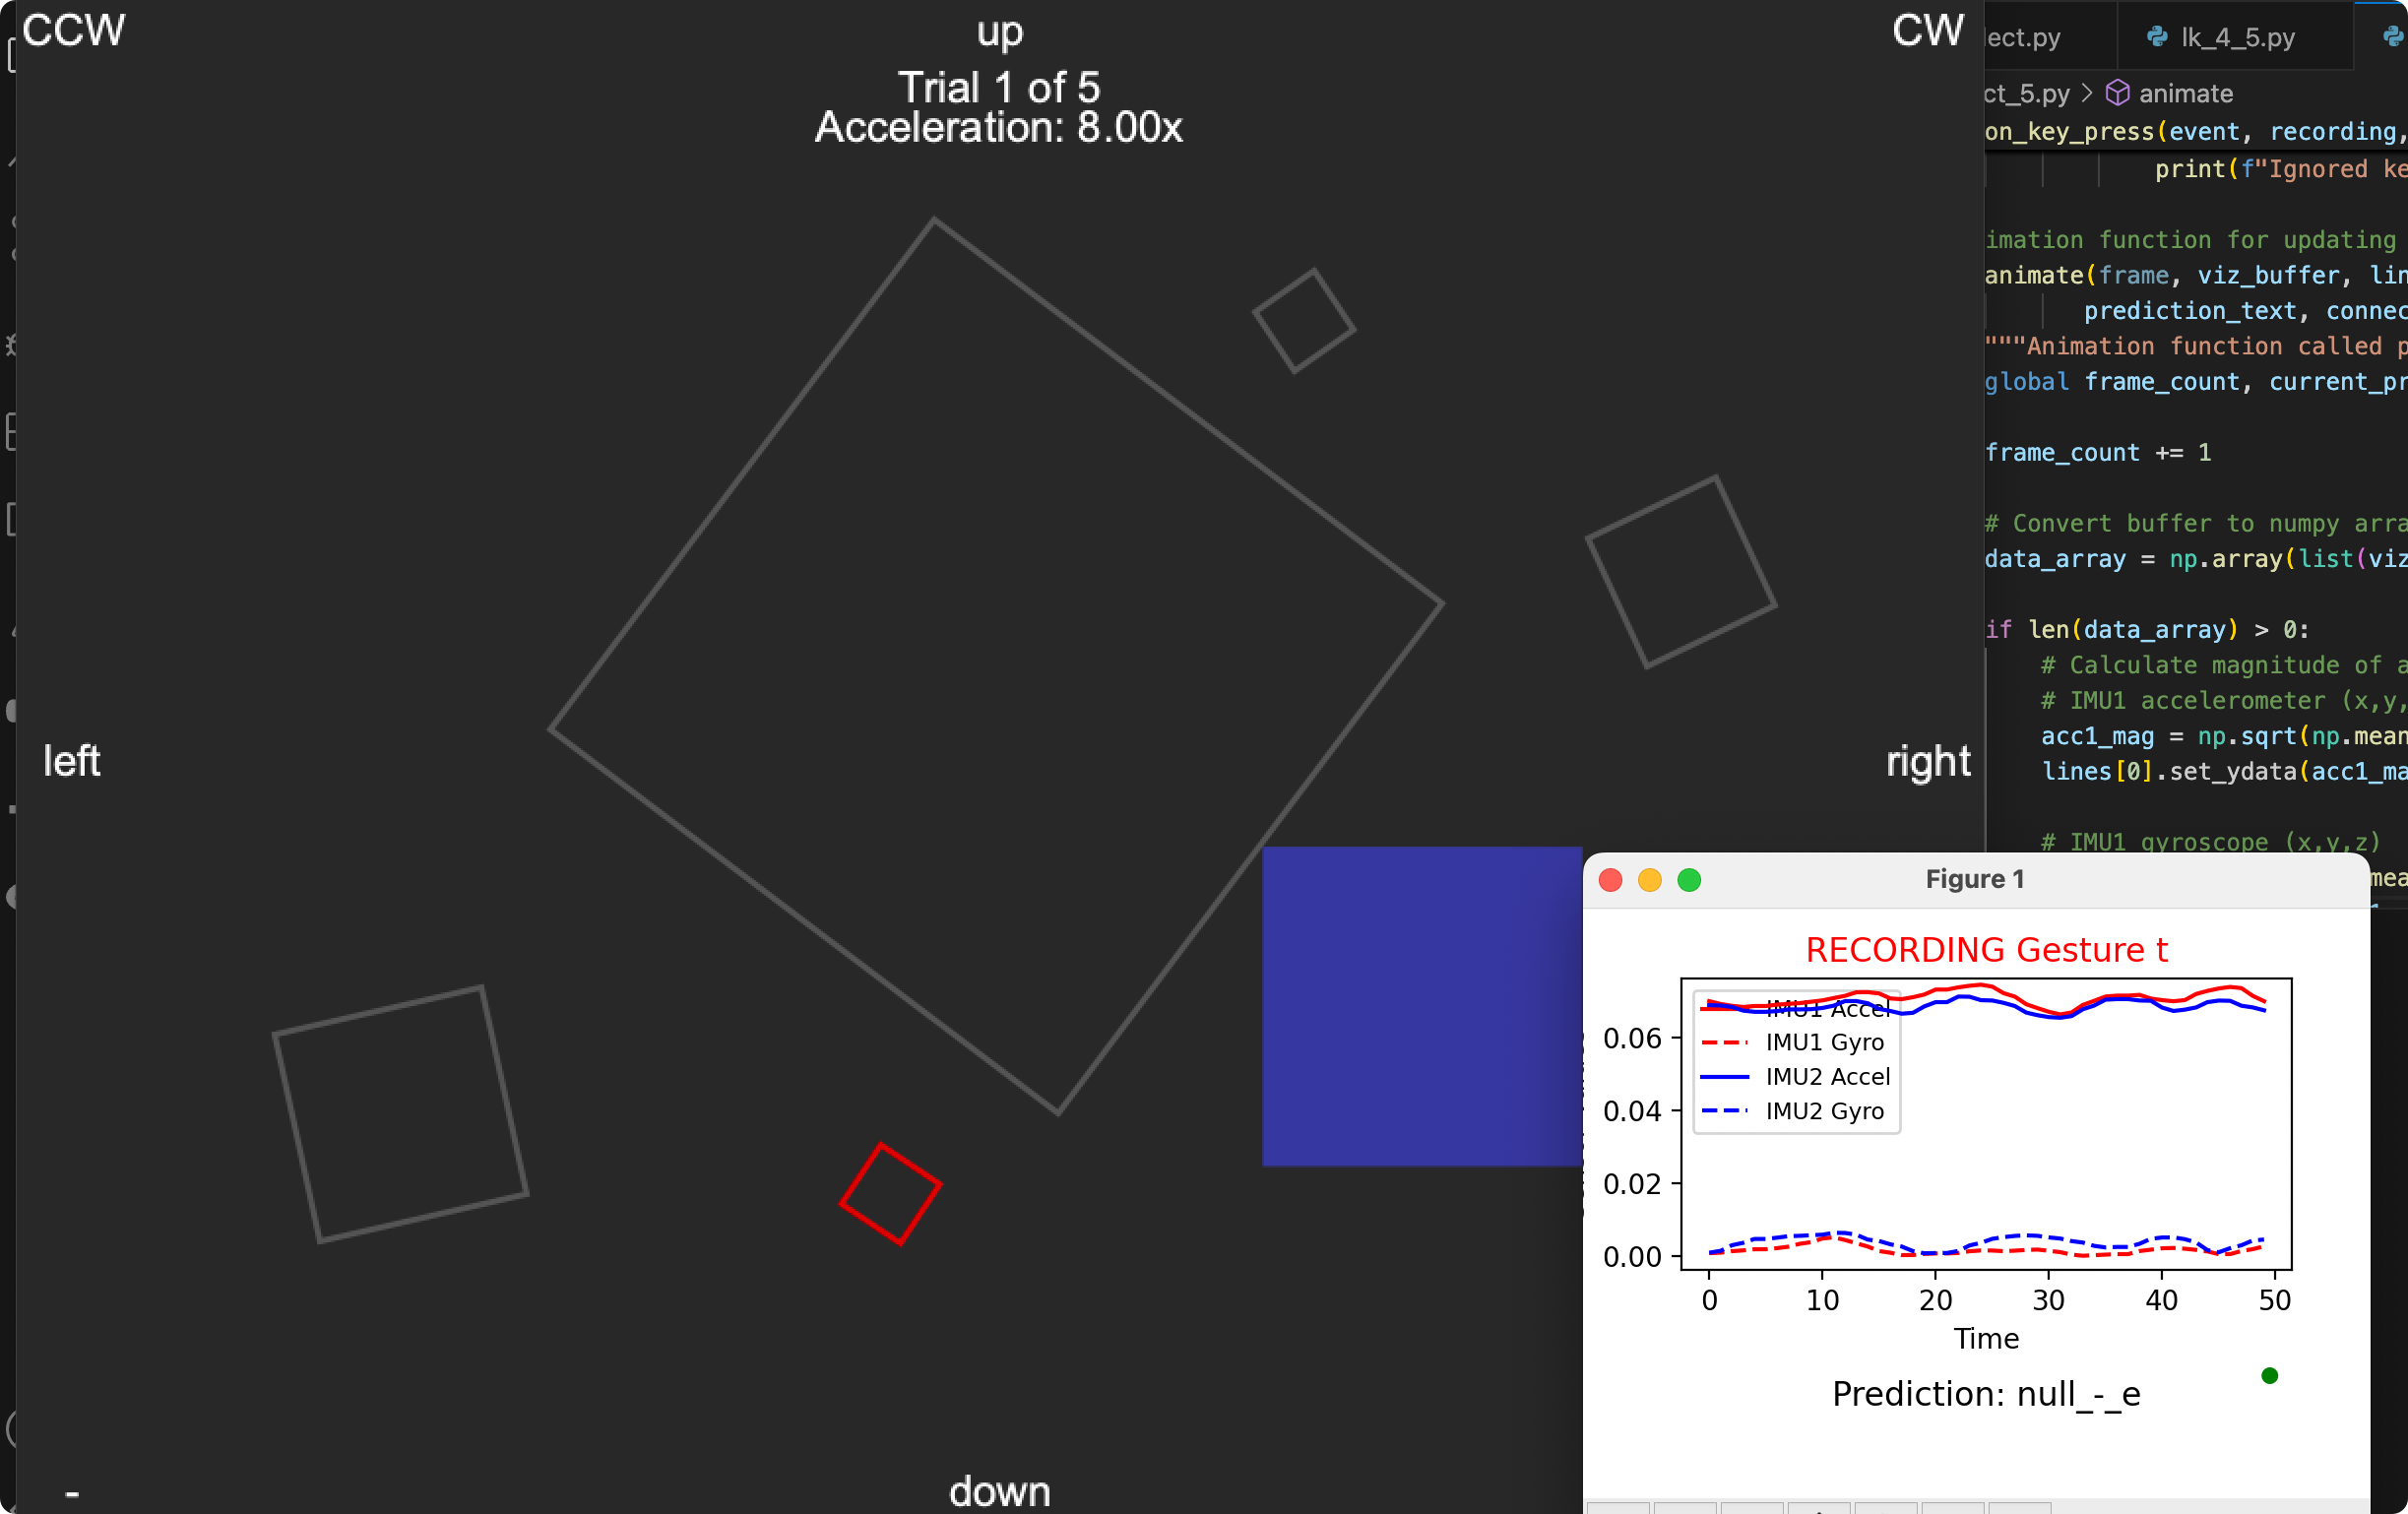 CCW
up
CW
Trial 1 of 5
Acceleration: 8.00x
left
right
-
down
lect.py
lk_4_5.py
ct_5.py > animate
on_key_press(event, recording,
print(f"Ignored ke
imation function for updating
animate(frame, viz_buffer, lin
prediction_text, connec
"""Animation function called p
global frame_count, current_pr
frame_count += 1
# Convert buffer to numpy arra
data_array = np.array(list(viz
if len(data_array) > 0:
# Calculate magnitude of a
# IMU1 accelerometer (x,y,
acc1_mag = np.sqrt(np.mean
lines[0].set_ydata(acc1_ma
# IMU1 gyroscope (x,y,z)
mea
Figure 1
RECORDING Gesture t
IMU1 Accel
IMU1 Gyro
IMU2 Accel
IMU2 Gyro
0.06
0.04
0.02
0.00
0 10 20 30 40 50
Time
Prediction: null_-_e